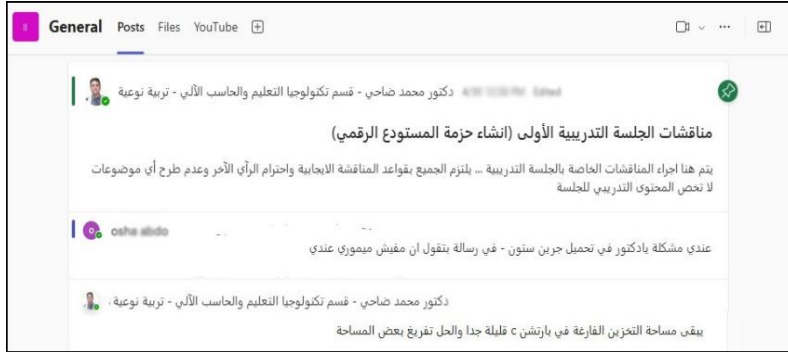 General Posts Files YouTube
دكتور محمد ضاحي - قسم تكنولوجيا التعليم والحاسب الآلي - تربية نوعية
مناقشات الجلسة التدريبية الأولى (انشاء حزمة المستودع الرقمي)
يتم هنا اجراء المناقشات الخاصة بالجلسة التدريبية ... يلتزم الجميع بقواعد المناقشة الايجابية واحترام الرآي الآخر وعدم طرح أي موضوعات
لا تخص المحتوى التدريبي للجلسة
osha abdo
عندي مشكلة يادكتور في تحميل جرين ستون - في رسالة بتقول ان مفيش ميموري عندي
دكتور محمد ضاحي - قسم تكنولوجيا التعليم والحاسب الآلي - تربية نوعية
يبقى مساحة التخزين الفارغة في بارتشن c قليلة جدا والحل تفريغ بعض المساحة